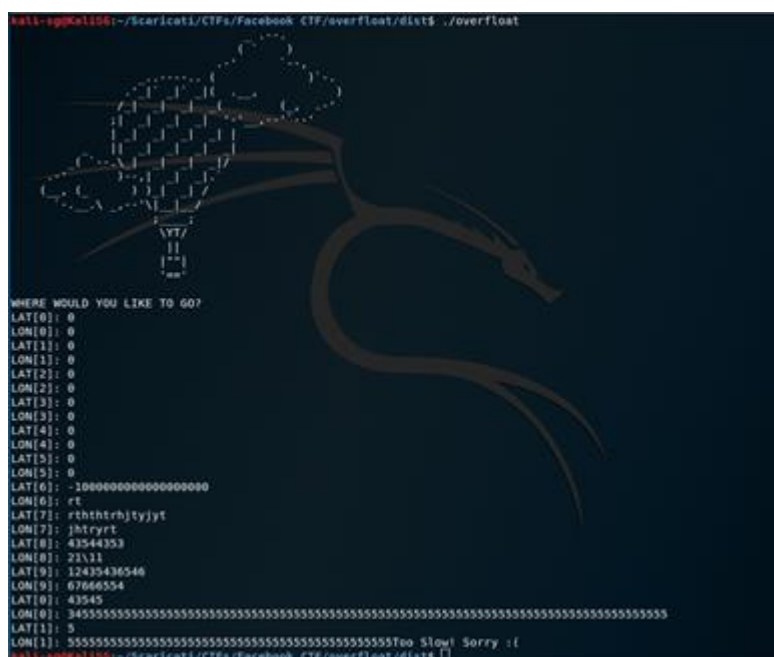 kali-sg@Kali56:~/Scaricati/CTFs/Facebook CTF/overfloat/dist$ ./overfloat
\YT/
WHERE WOULD YOU LIKE TO GO?
LAT[0]: 0
LON[0]: 0
LAT[1]: 0
LON[1]: 0
LAT[2]: 0
LON[2]: 0
LAT[3]: 0
LON[3]: 0
LAT[4]: 0
LON[4]: 0
LAT[5]: 0
LON[5]: 0
LAT[6]: -1000000000000000000
LON[6]: rt
LAT[7]: rththtrhjtyjyt
LON[7]: jhtryrt
LAT[8]: 43544353
LON[8]: 21\11
LAT[9]: 12435436546
LON[9]: 67666554
LAT[0]: 43545
LON[0]:
LAT[1]: 5
LON[1]: Too Slow! Sorry :(
kali-sg@Kali56:~/Scaricati/CTFs/Facebook CTF/overfloat/dist$